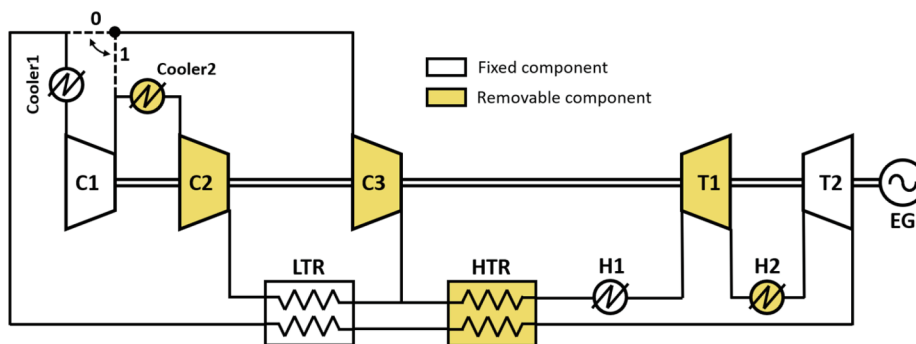 0
1
Cooler1
Cooler2
Fixed component
Removable component
C1
C2
C3
T1
T2
EG
LTR
HTR
H1
H2